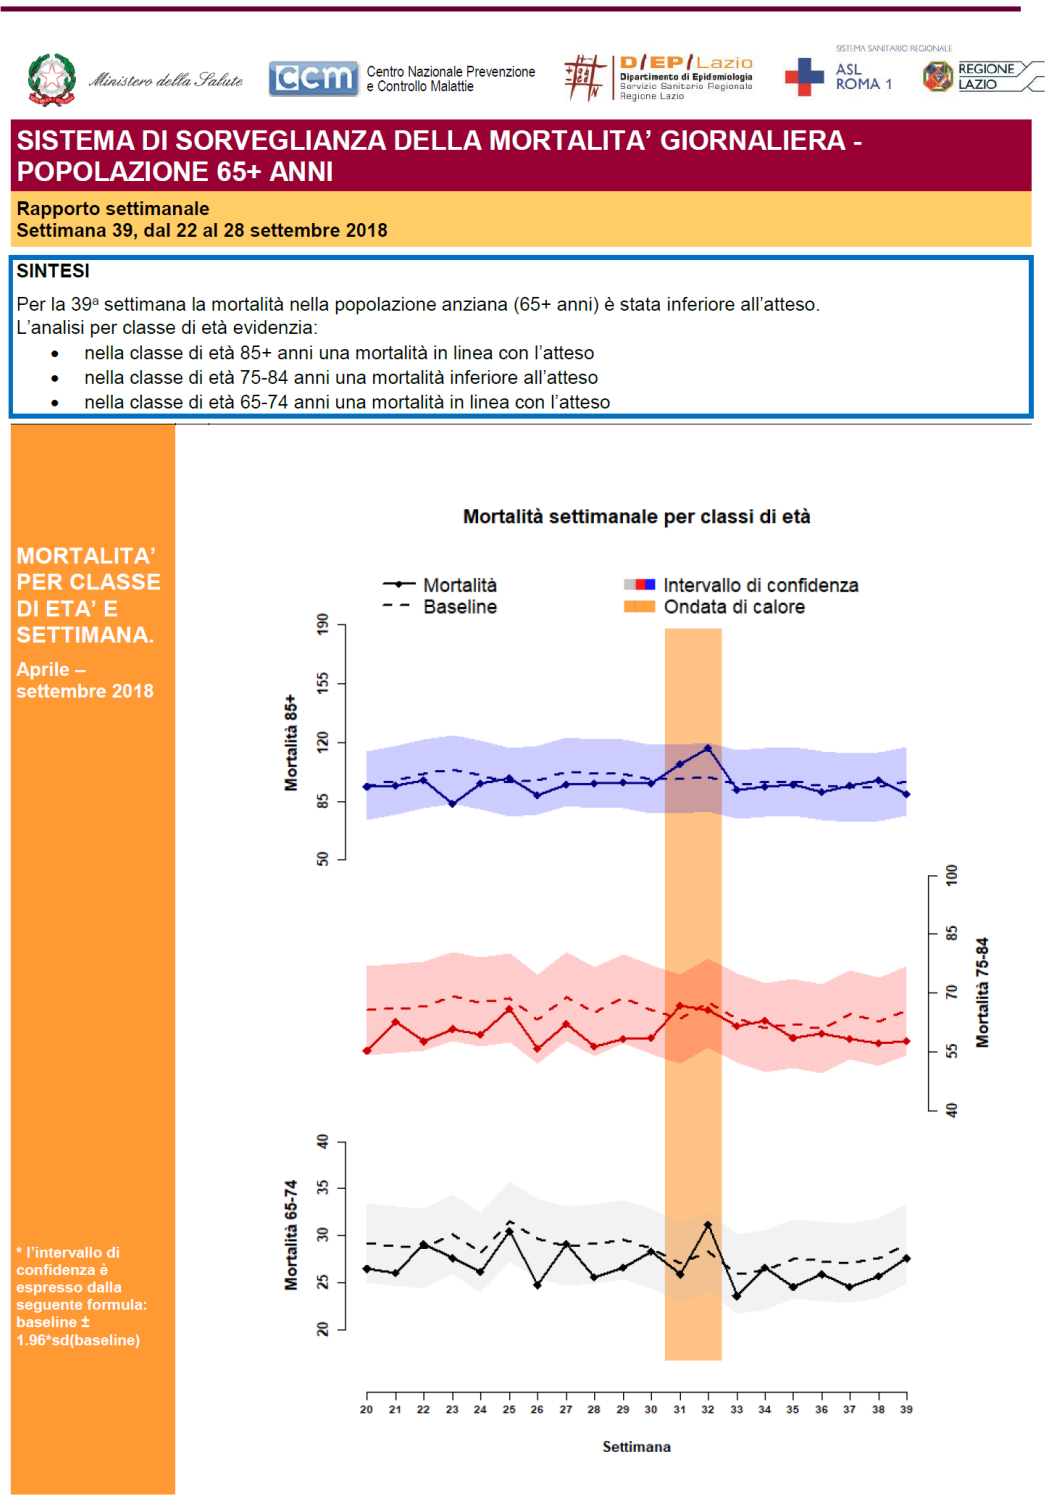 Ministero della Salute
ccm
Centro Nazionale Prevenzione
e Controllo Malattie
D/EP/Lazio
Dipartimento di Epidemiologia
Servizio Sanitario Regionale
Regione Lazio
SISTEMA SANITARIO REGIONALE
ASL
ROMA 1
REGIONE
LAZIO
SISTEMA DI SORVEGLIANZA DELLA MORTALITA’ GIORNALIERA -
POPOLAZIONE 65+ ANNI
Rapporto settimanale
Settimana 39, dal 22 al 28 settembre 2018
SINTESI
Per la 39ª settimana la mortalità nella popolazione anziana (65+ anni) è stata inferiore all’atteso.
L’analisi per classe di età evidenzia:
• nella classe di età 85+ anni una mortalità in linea con l’atteso
• nella classe di età 75-84 anni una mortalità inferiore all’atteso
• nella classe di età 65-74 anni una mortalità in linea con l’atteso
MORTALITA’
PER CLASSE
DI ETA’ E
SETTIMANA.
Aprile –
settembre 2018
* l’intervallo di
confidenza è
espresso dalla
seguente formula:
baseline ±
1.96*sd(baseline)
Mortalità settimanale per classi di età
Mortalità
Baseline
Intervallo di confidenza
Ondata di calore
Mortalità 85+
190
155
120
85
50
Mortalità 75-84
100
85
70
55
40
Mortalità 65-74
40
35
30
25
20
20 21 22 23 24 25 26 27 28 29 30 31 32 33 34 35 36 37 38 39
Settimana